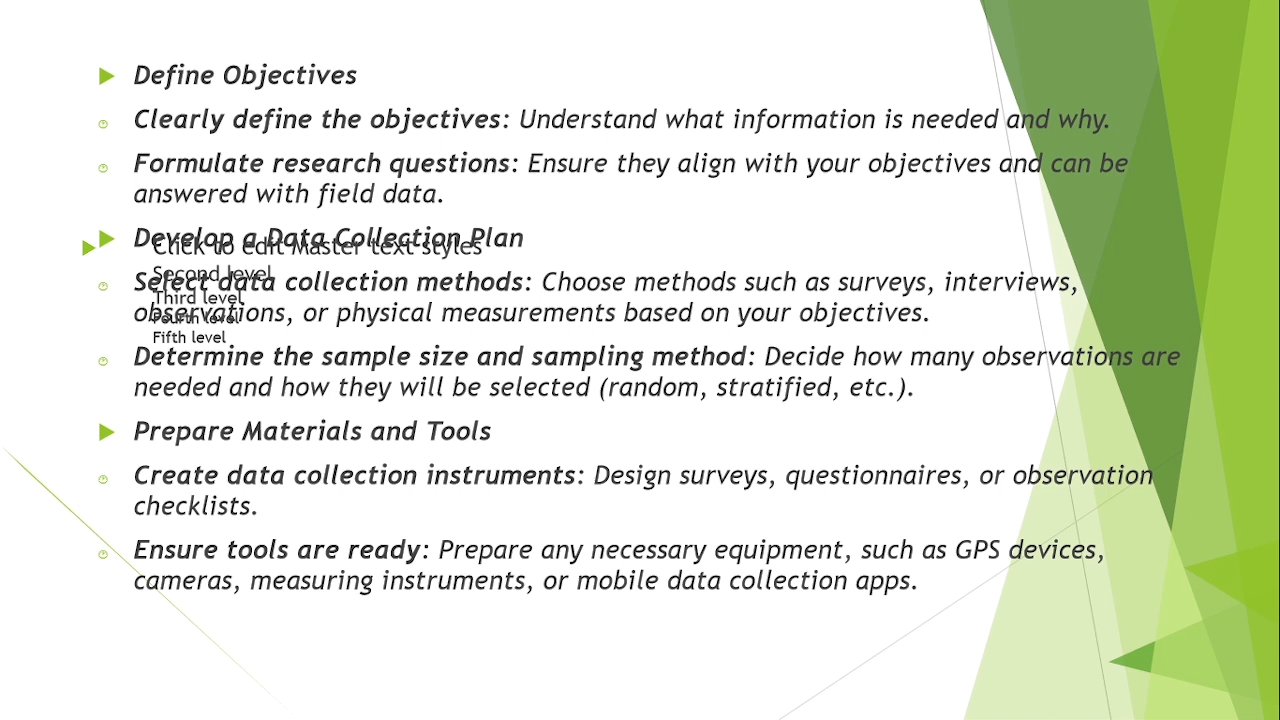 Define Objectives
Clearly define the objectives: Understand what information is needed and why.
Formulate research questions: Ensure they align with your objectives and can be
answered with field data.
Develop a Data Collection Plan
Click to edit Master text styles
Second level
Select data collection methods: Choose methods such as surveys, interviews,
Third level
observations, or physical measurements based on your objectives.
Fourth level
Fifth level
Determine the sample size and sampling method: Decide how many observations are
needed and how they will be selected (random, stratified, etc.).
Prepare Materials and Tools
Create data collection instruments: Design surveys, questionnaires, or observation
checklists.
Ensure tools are ready: Prepare any necessary equipment, such as GPS devices,
cameras, measuring instruments, or mobile data collection apps.